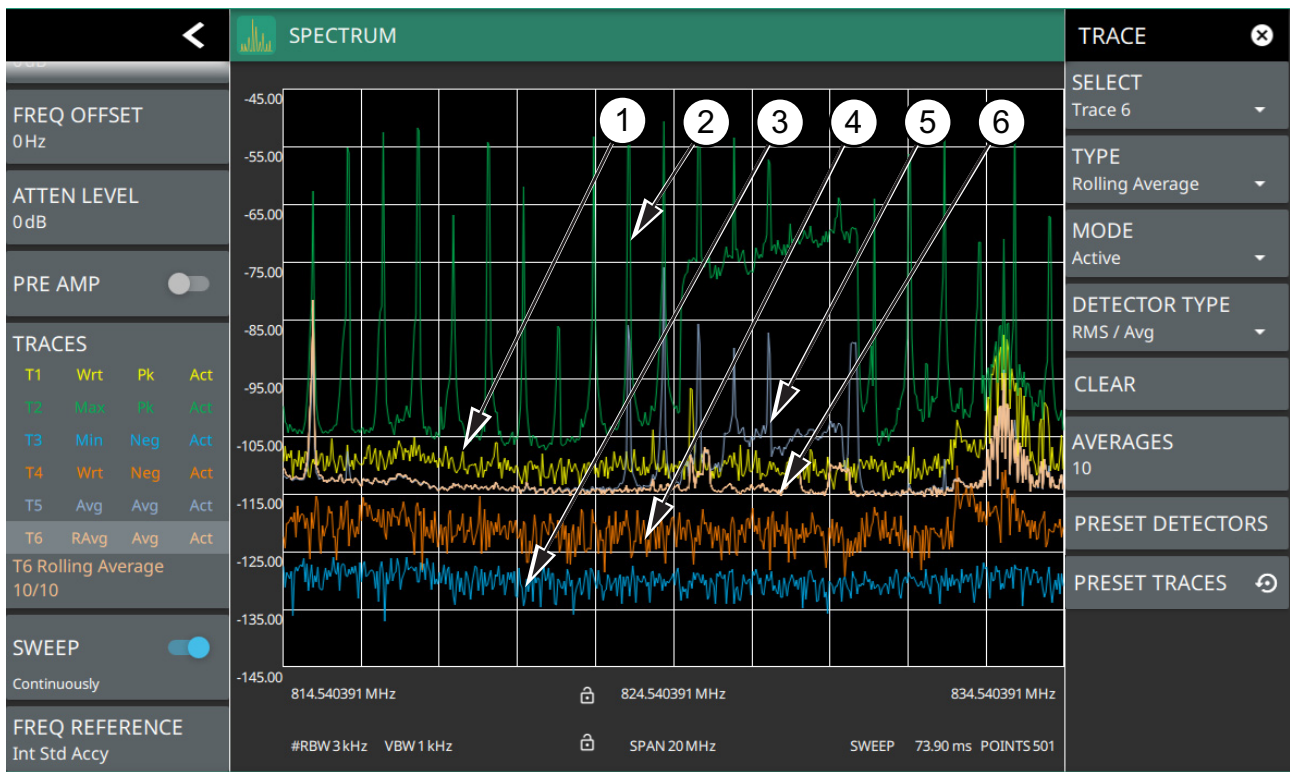 SPECTRUM
0dB
FREQ OFFSET
0 Hz
ATTEN LEVEL
0 dB
PRE AMP
TRACES
T1 Wrt Pk Act
T2 Max Pk Act
T3 Min Neg Act
T4 Wrt Neg Act
T5 Avg Avg Act
T6 RAvg Avg Act
T6 Rolling Average
10/10
SWEEP
Continuously
FREQ REFERENCE
Int Std Accy
1 2 3 4 5 6
-45.00
-55.00
-65.00
-75.00
-85.00
-95.00
-105.00
-115.00
-125.00
-135.00
-145.00
814.540391 MHz 824.540391 MHz 834.540391 MHz
#RBW 3 kHz VBW 1 kHz SPAN 20 MHz SWEEP 73.90 ms POINTS 501
TRACE
SELECT
Trace 6
TYPE
Rolling Average
MODE
Active
DETECTOR TYPE
RMS / Avg
CLEAR
AVERAGES
10
PRESET DETECTORS
PRESET TRACES